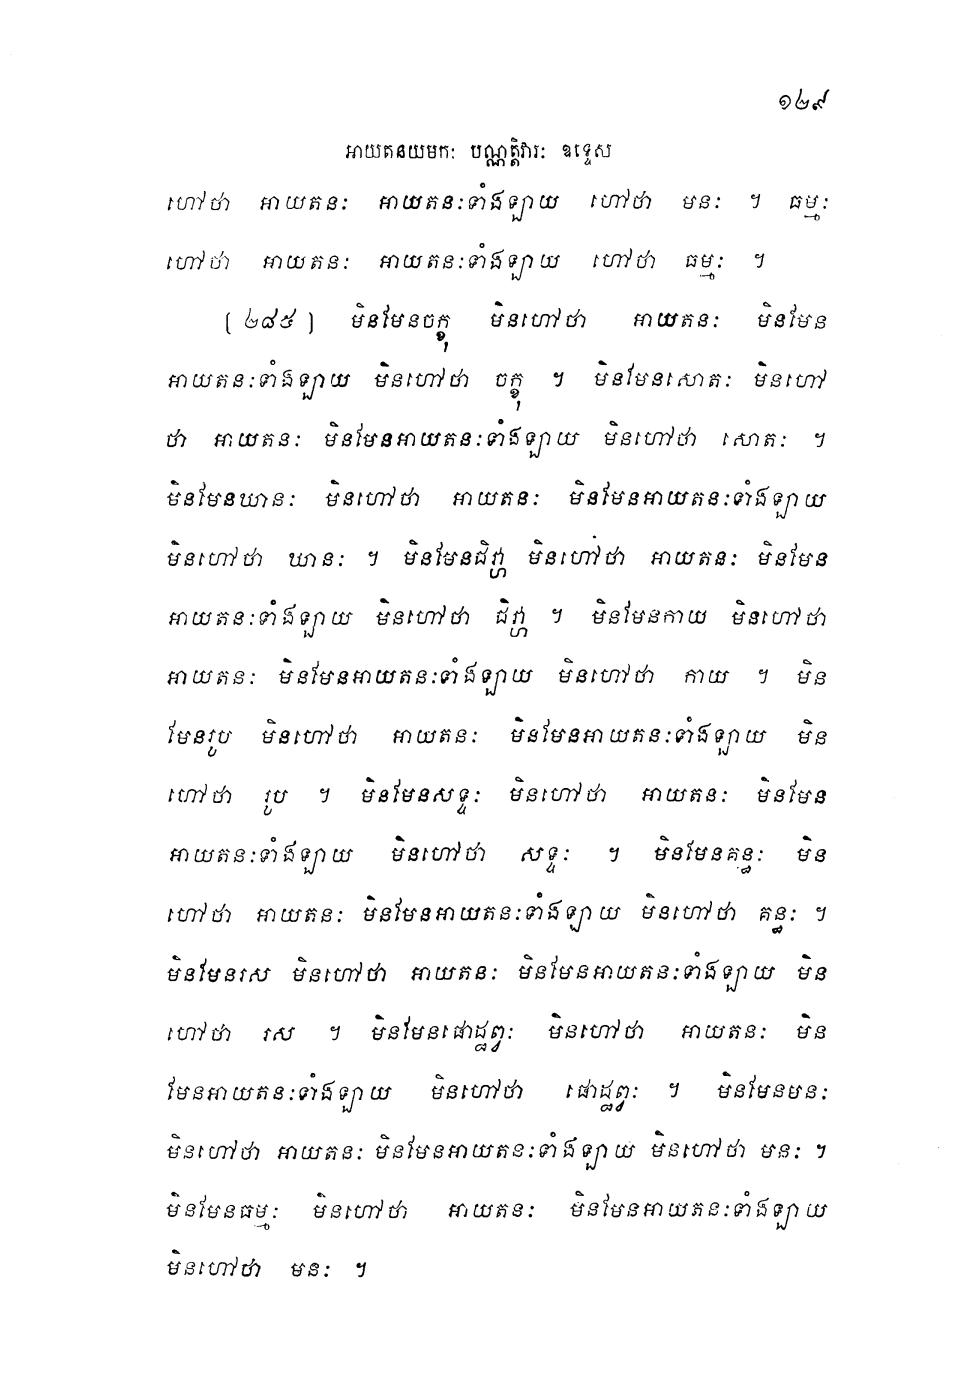 ១២៩
អាយតនយមកៈ បណ្ណត្តិវារៈ ឧទ្ទេស
ហៅថា អាយតនៈ អាយតនៈទាំងឡាយ ហៅថា មនៈ ។ ធម្មៈ
ហៅថា អាយតនៈ អាយតនៈទាំងឡាយ ហៅថា ធម្មៈ ។
(២៨៥) មិនមែនចក្ខុ មិនហៅថា អាយតនៈ មិនមែន
អាយតនៈទាំងឡាយ មិនហៅថា ចក្ខុ ។ មិនមែនសោតៈ មិនហៅ
ថា អាយតនៈ មិនមែនអាយតនៈទាំងឡាយ មិនហៅថា សោតៈ ។
មិនមែនឃានៈ មិនហៅថា អាយតនៈ មិនមែនអាយតនៈទាំងឡាយ
មិនហៅថា ឃានៈ ។ មិនមែនជិវ្ហា មិនហៅថា អាយតនៈ មិនមែន
អាយតនៈទាំងឡាយ មិនហៅថា ជិវ្ហា ។ មិនមែនកាយ មិនហៅថា
អាយតនៈ មិនមែនអាយតនៈទាំងឡាយ មិនហៅថា កាយ ។ មិន
មែនរូប មិនហៅថា អាយតនៈ មិនមែនអាយតនៈទាំងឡាយ មិន
ហៅថា រូប ។ មិនមែនសទ្ទៈ មិនហៅថា អាយតនៈ មិនមែន
អាយតនៈទាំងឡាយ មិនហៅថា សទ្ទៈ ។ មិនមែនគន្ធៈ មិន
ហៅថា អាយតនៈ មិនមែនអាយតនៈទាំងឡាយ មិនហៅថា គន្ធៈ ។
មិនមែនរស មិនហៅថា អាយតនៈ មិនមែនអាយតនៈទាំងឡាយ មិន
ហៅថា រស ។ មិនមែនផោដ្ឋព្វៈ មិនហៅថា អាយតនៈ មិន
មែនអាយតនៈទាំងឡាយ មិនហៅថា ផោដ្ឋព្វៈ ។ មិនមែនមនៈ
មិនហៅថា អាយតនៈ មិនមែនអាយតនៈទាំងឡាយ មិនហៅថា មនៈ ។
មិនមែនធម្មៈ មិនហៅថា អាយតនៈ មិនមែនអាយតនៈទាំងឡាយ
មិនហៅថា មនៈ ។